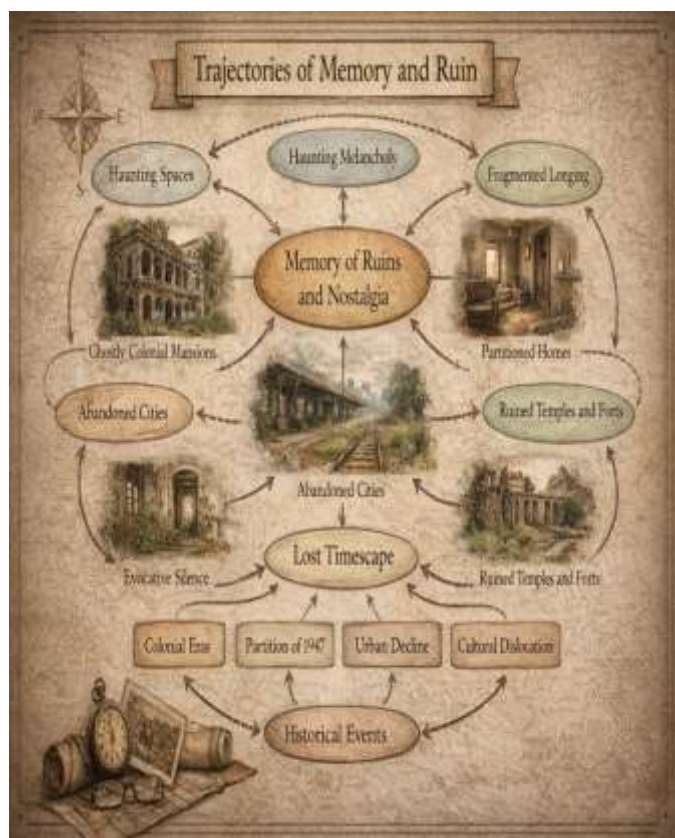 Trajectories of Memory and Ruin
N
E
S
Haunting Spaces
Haunting Melancholy
Fragmented Longing
Memory of Ruins
and Nostalgia
Ghostly Colonial Mansions
Partitioned Homes
Abandoned Cities
Ruined Temples and Forts
Abandoned Cities
Evocative Silence
Ruined Temples and Forts
Lost Timescape
Colonial Eras
Partition of 1947
Urban Decline
Cultural Dislocation
Historical Events